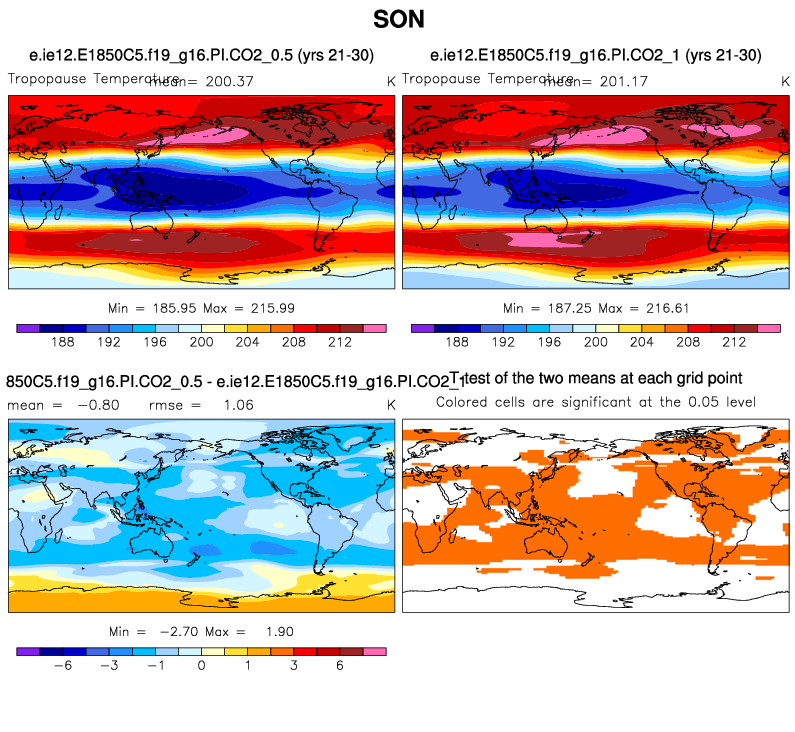 SON
e.ie12.E1850C5.f19_g16.PI.CO2_0.5 (yrs 21-30)
e.ie12.E1850C5.f19_g16.PI.CO2_1 (yrs 21-30)
Tropopause Temperature mean= 200.37 K
Tropopause Temperature mean= 201.17 K
Min = 185.95 Max = 215.99
Min = 187.25 Max = 216.61
188 192 196 200 204 208 212
188 192 196 200 204 208 212
850C5.f19_g16.PI.CO2_0.5 - e.ie12.E1850C5.f19_g16.PI.CO2_1
T-test of the two means at each grid point
mean = -0.80 rmse = 1.06 K
Colored cells are significant at the 0.05 level
Min = -2.70 Max = 1.90
-6 -3 -1 0 1 3 6